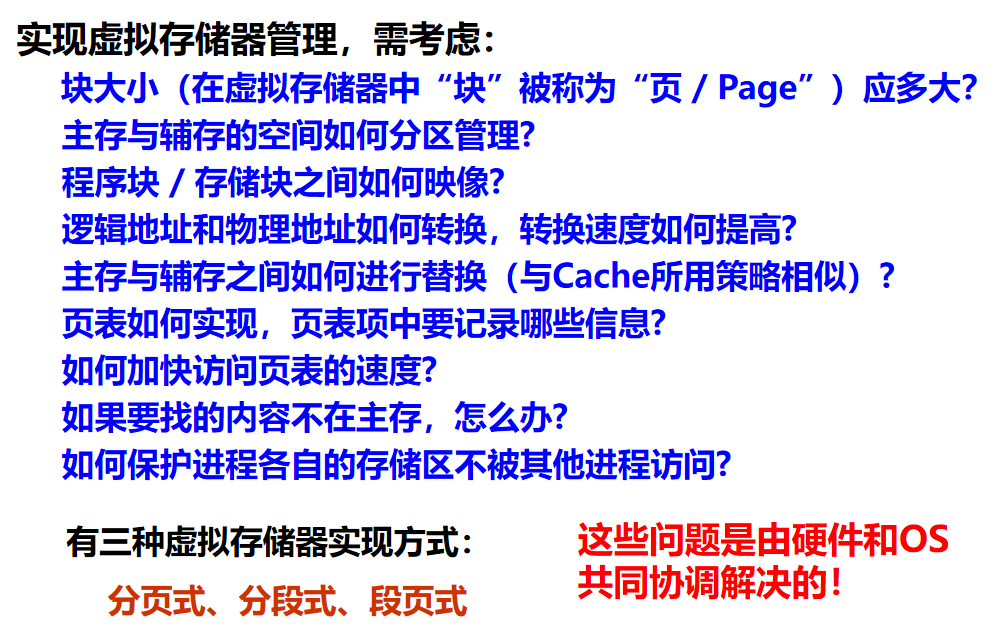 实现虚拟存储器管理，需考虑：
块大小（在虚拟存储器中“块”被称为“页 / Page”）应多大？
主存与辅存的空间如何分区管理？
程序块 / 存储块之间如何映像？
逻辑地址和物理地址如何转换，转换速度如何提高？
主存与辅存之间如何进行替换（与Cache所用策略相似）?
页表如何实现，页表项中要记录哪些信息？
如何加快访问页表的速度？
如果要找的内容不在主存，怎么办？
如何保护进程各自的存储区不被其他进程访问？
有三种虚拟存储器实现方式：
分页式、分段式、段页式
这些问题是由硬件和OS
共同协调解决的！